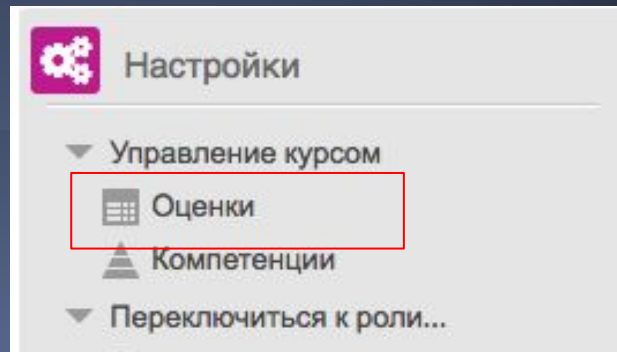 Настройки
Управление курсом
Оценки
Компетенции
Переключиться к роли...